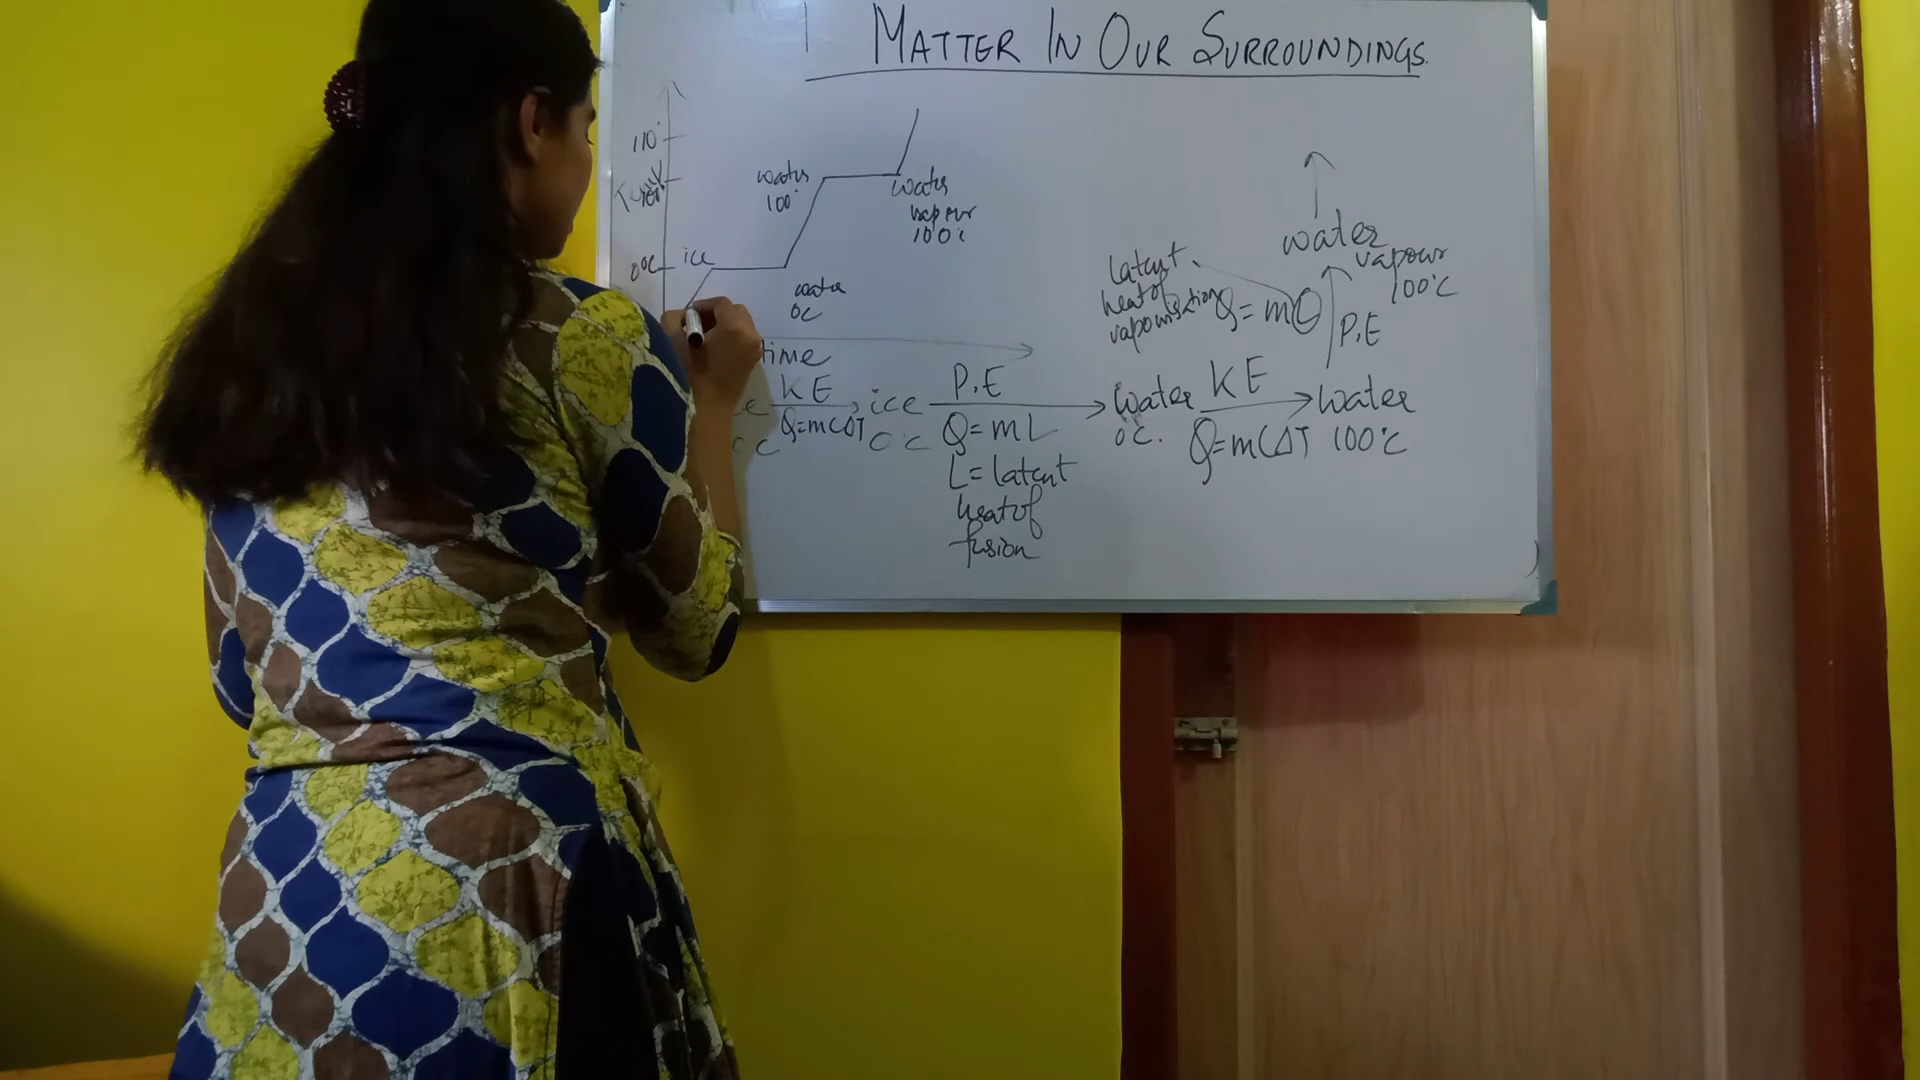 MATTER IN OUR SURROUNDINGS.
110°
0°C
ice
water
100°
water
vapour
100°C
water
0C
time
KE
Q=mCΔT
ice
0°C
P.E
Q=mL
L=latent
heat of
fusion
water
0°C.
KE
Q=mCΔT
water
100°C
P.E
latent
heat of
vapourisation
Q=mL
water
vapour
100°C